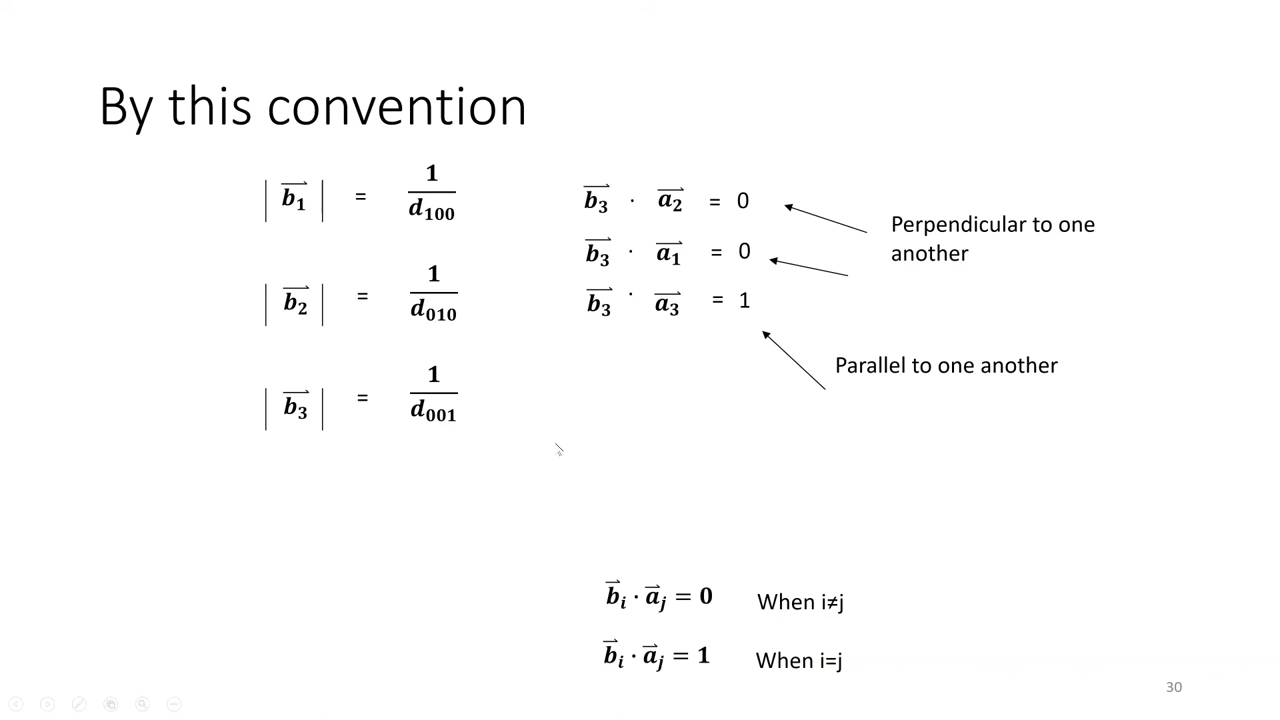 By this convention
| b₁⃗ | = 1/d₁₀₀
| b₂⃗ | = 1/d₀₁₀
| b₃⃗ | = 1/d₀₀₁
b₃⃗ · a₂⃗ = 0
b₃⃗ · a₁⃗ = 0
b₃⃗ · a₃⃗ = 1
Perpendicular to one
another
Parallel to one another
b⃗ᵢ · a⃗ⱼ = 0 When i≠j
b⃗ᵢ · a⃗ⱼ = 1 When i=j
30